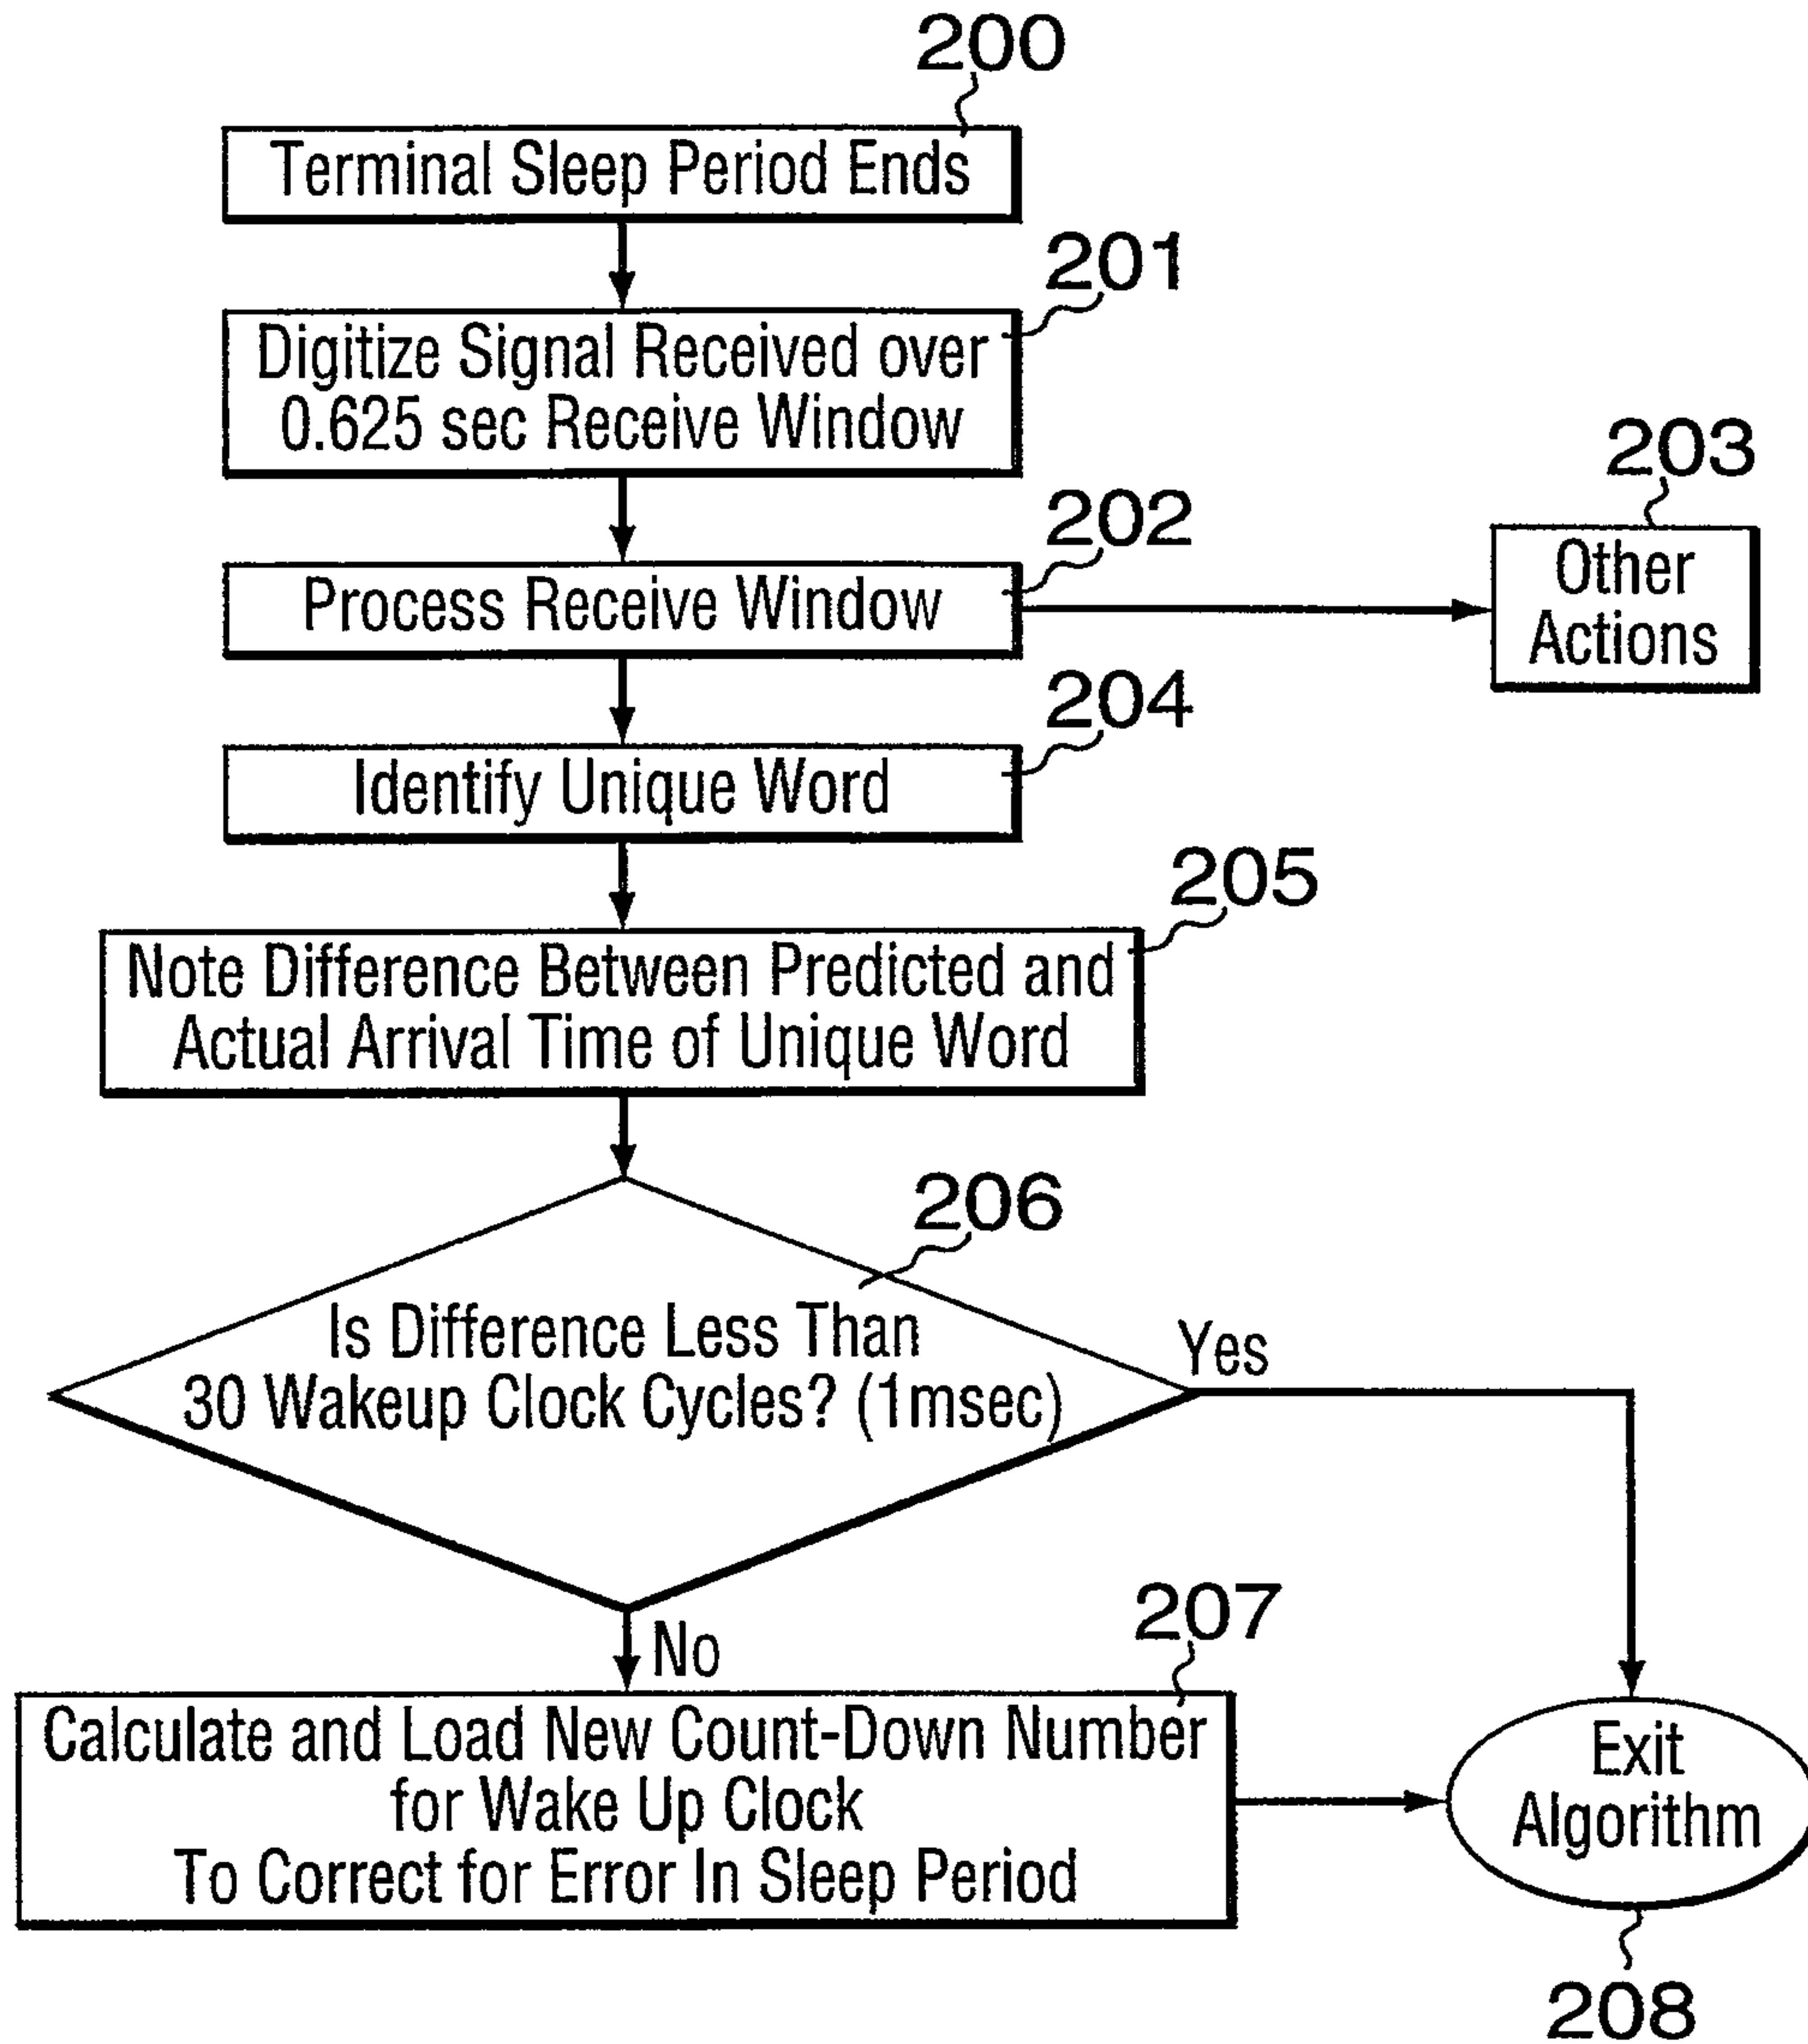 200
Terminal Sleep Period Ends
201
Digitize Signal Received over
0.625 sec Receive Window
202
Process Receive Window
203
Other
Actions
204
Identify Unique Word
205
Note Difference Between Predicted and
Actual Arrival Time of Unique Word
206
Is Difference Less Than
30 Wakeup Clock Cycles? (1msec)
Yes
No
207
Calculate and Load New Count-Down Number
for Wake Up Clock
To Correct for Error In Sleep Period
Exit
Algorithm
208